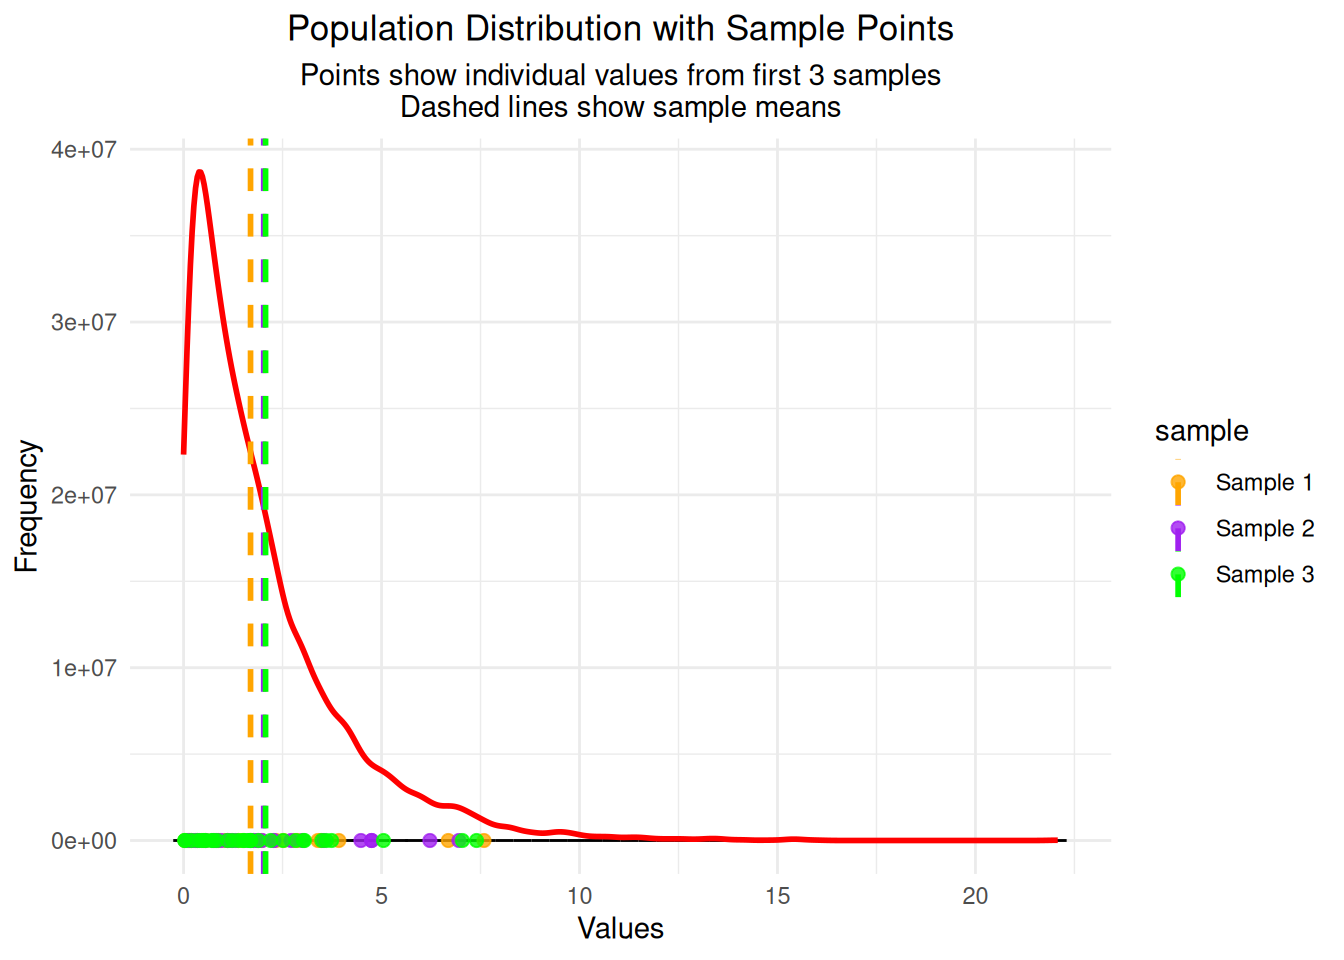 Population Distribution with Sample Points
Points show individual values from first 3 samples
Dashed lines show sample means
4e+07
3e+07
2e+07
1e+07
0e+00
Frequency
0
5
10
15
20
Values
sample
Sample 1
Sample 2
Sample 3